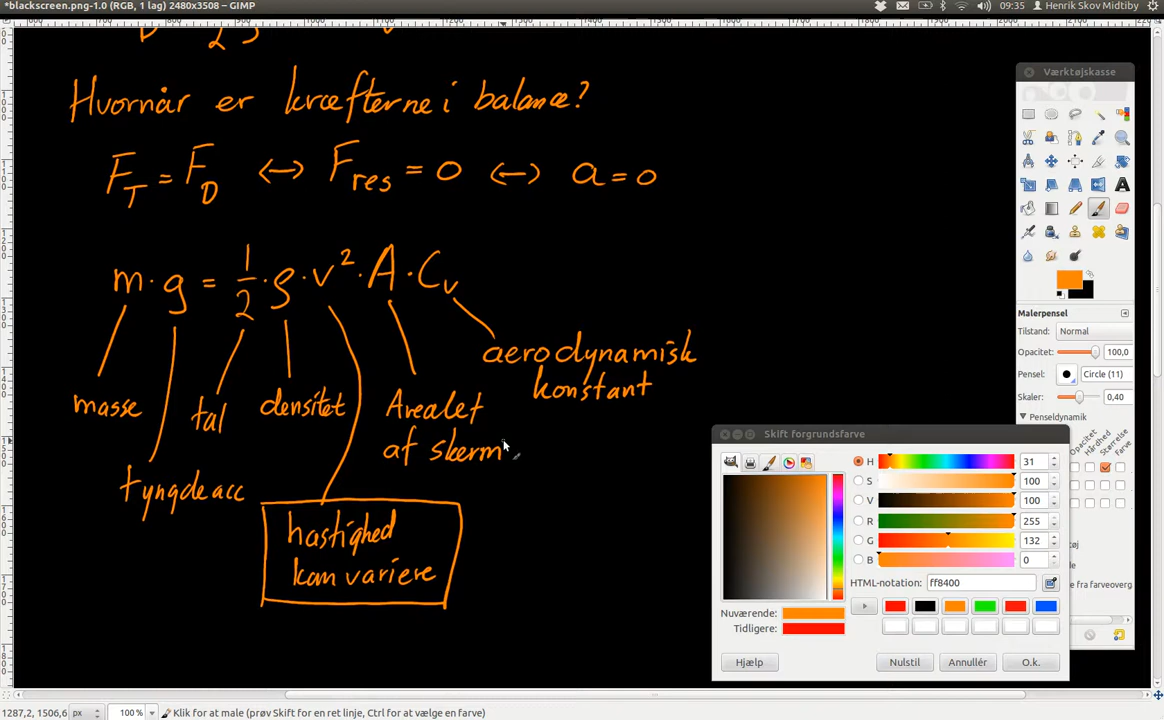 *blackscreen.png-1.0 (RGB, 1 lag) 2480x3508 – GIMP
09:35 Henrik Skov Midtiby
Hvornår er kræfterne i balance?
F_T = F_D ↔ F_res = 0 ↔ a = 0
m · g = 1/2 · ρ · v² · A · C_v
aerodynamisk
konstant
masse
tal
densitet
Arealet
af skærm
tyngdeacc
hastighed
kan variere
Værktøjskasse
Malerpensel
Tilstand: Normal
Opacitet: 100,0
Pensel: Circle (11)
Skaler: 0,40
Penseldynamik
Opacitet
Hårdhed
Størrelse
Farve
Skift forgrundsfarve
H 31
S 100
V 100
R 255
G 132
B 0
HTML-notation: ff8400
Nuværende:
Tidligere:
Hjælp Nulstil Annullér O.k.
1287,2, 1506,6 px 100% Klik for at male (prøv Skift for en ret linje, Ctrl for at vælge en farve)